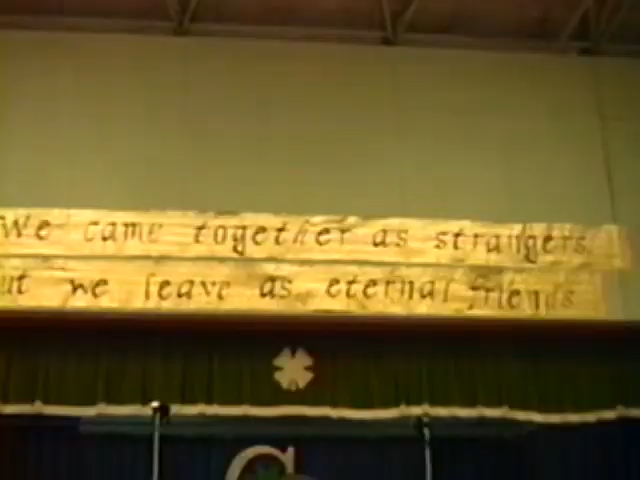 We came together as strangers,
ut we leave as eternal friends
C